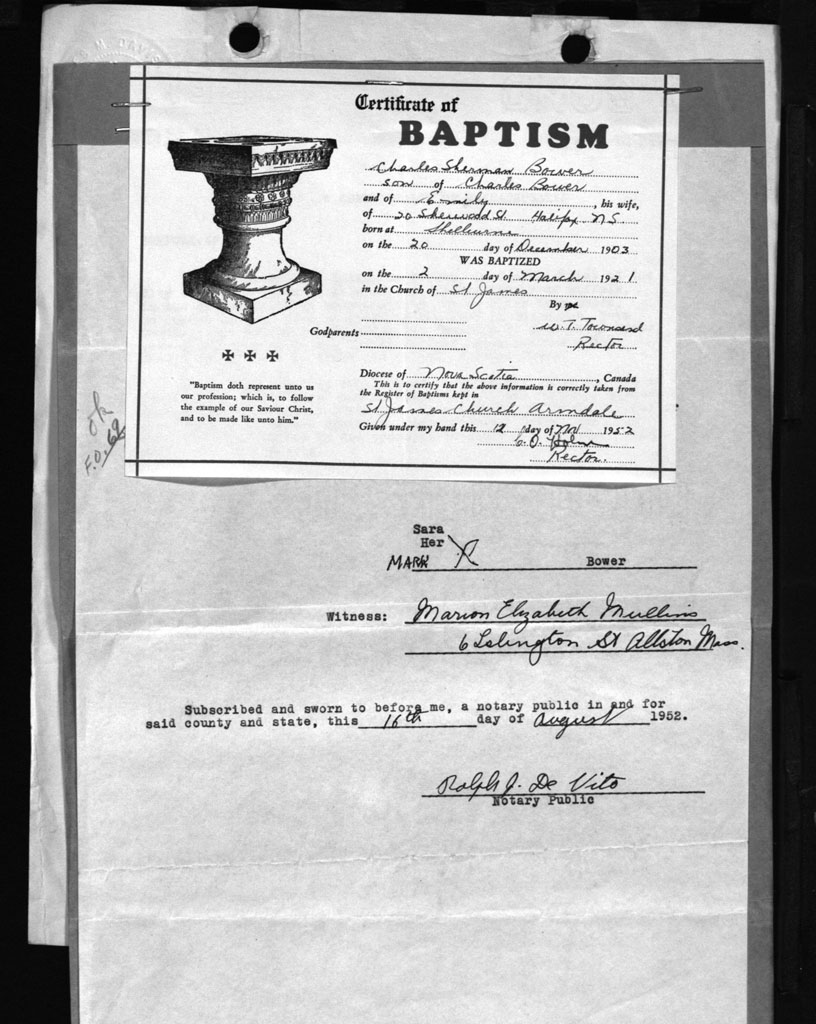 Certificate of
BAPTISM
Charles Sherman Bower
son of Charles Bower
and of Emily, his wife,
of 20 Sherwood St. Halifax N S.
born at Shelburne
on the 20 day of December 1903
WAS BAPTIZED
on the 2 day of March 1921
in the Church of St James
By me
W. T. Townsend
Rector
Godparents
✠ ✠ ✠
"Baptism doth represent unto us
our profession; which is, to follow
the example of our Saviour Christ,
and to be made like unto him."
Diocese of Nova Scotia, Canada
This is to certify that the above information is correctly taken from
the Register of Baptisms kept in
St James Church Armdale
Given under my hand this 12 day of Nov 1952
Rector.
ok
F.O. 62
Sara
Her
MARK X Bower
Witness: Marion Elizabeth Mullins
6 Islington St Allston Mass.
Subscribed and sworn to before me, a notary public in and for
said county and state, this 16th day of August 1952.
Ralph J. De Vito
Notary Public